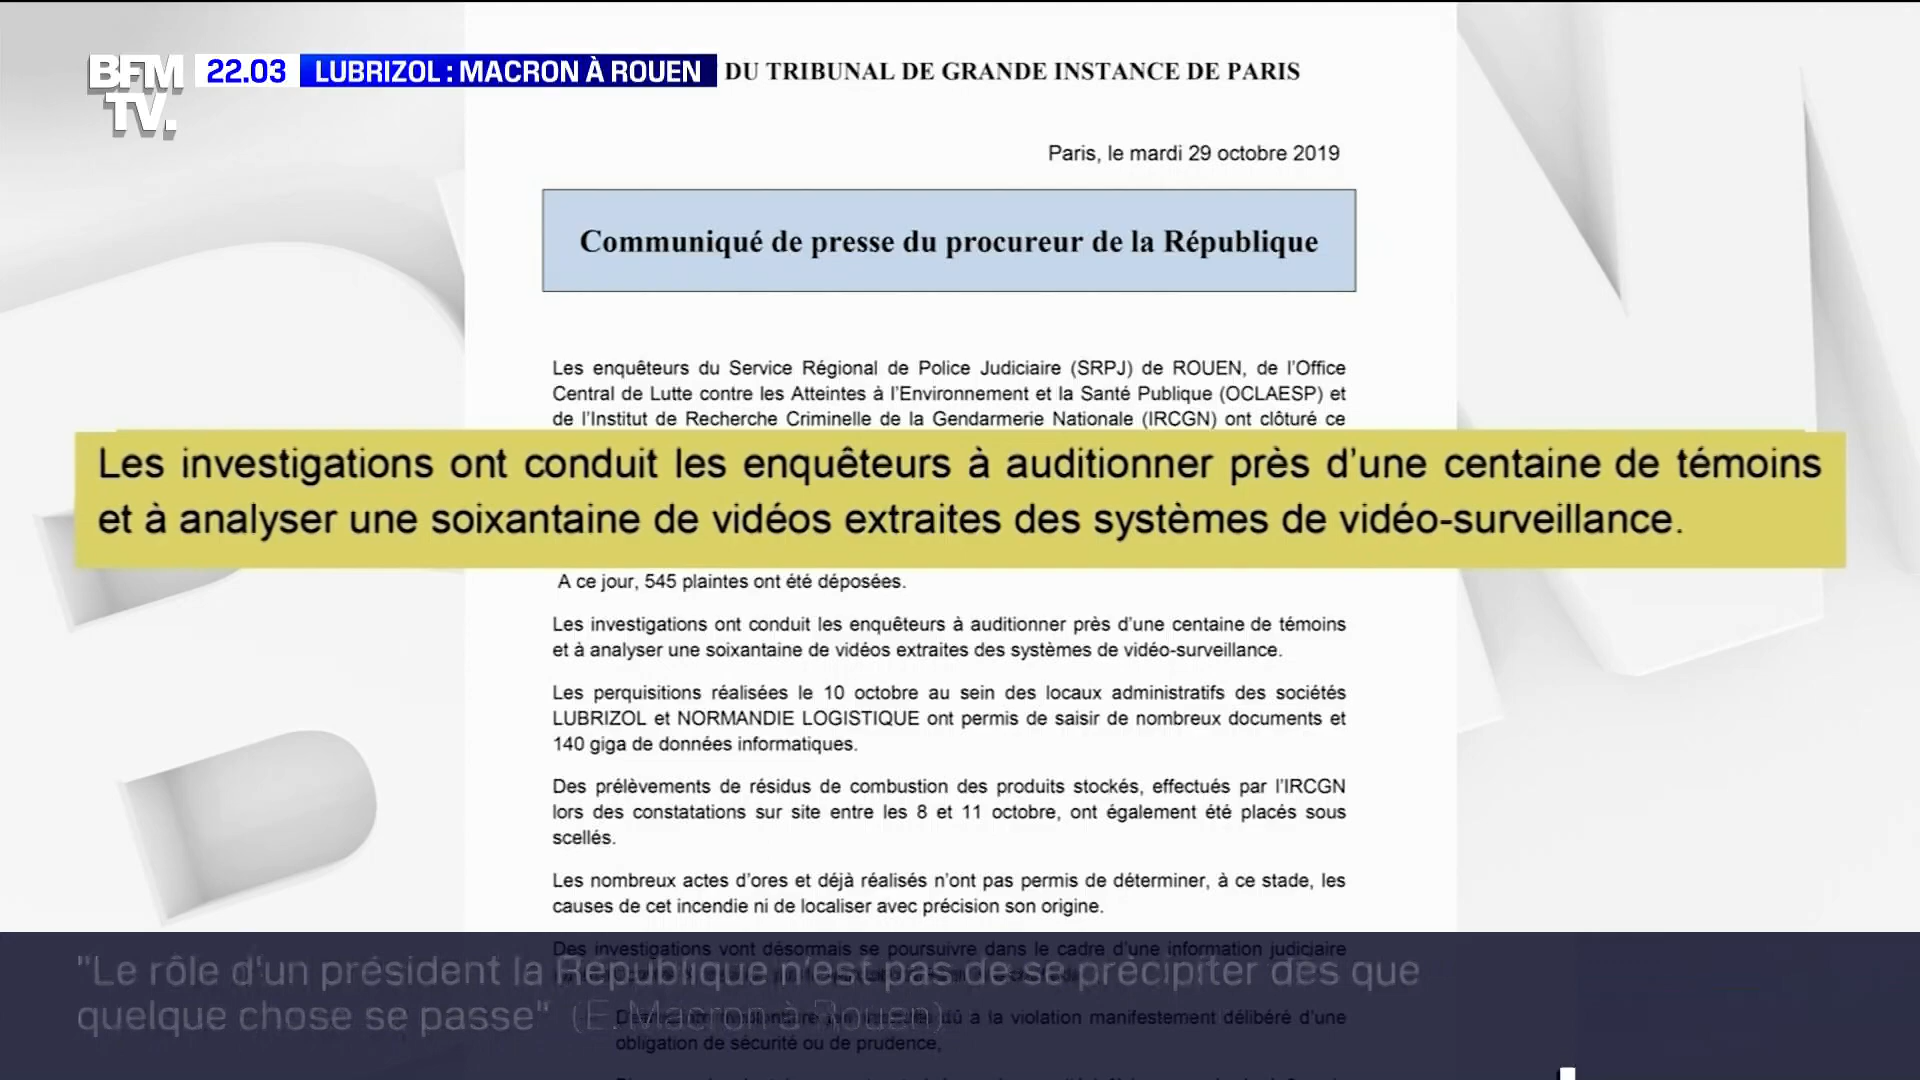 BFM
TV.
22.03
LUBRIZOL : MACRON À ROUEN
DU TRIBUNAL DE GRANDE INSTANCE DE PARIS
Paris, le mardi 29 octobre 2019
Communiqué de presse du procureur de la République
Les enquêteurs du Service Régional de Police Judiciaire (SRPJ) de ROUEN, de l'Office
Central de Lutte contre les Atteintes à l'Environnement et la Santé Publique (OCLAESP) et
de l'Institut de Recherche Criminelle de la Gendarmerie Nationale (IRCGN) ont clôturé ce
Les investigations ont conduit les enquêteurs à auditionner près d'une centaine de témoins
et à analyser une soixantaine de vidéos extraites des systèmes de vidéo-surveillance.
A ce jour, 545 plaintes ont été déposées.
Les investigations ont conduit les enquêteurs à auditionner près d'une centaine de témoins
et à analyser une soixantaine de vidéos extraites des systèmes de vidéo-surveillance.
Les perquisitions réalisées le 10 octobre au sein des locaux administratifs des sociétés
LUBRIZOL et NORMANDIE LOGISTIQUE ont permis de saisir de nombreux documents et
140 giga de données informatiques.
Des prélèvements de résidus de combustion des produits stockés, effectués par l'IRCGN
lors des constatations sur site entre les 8 et 11 octobre, ont également été placés sous
scellés.
Les nombreux actes d'ores et déjà réalisés n'ont pas permis de déterminer, à ce stade, les
causes de cet incendie ni de localiser avec précision son origine.
Des investigations vont désormais se poursuivre dans le cadre d'une information judiciaire
"Le rôle d'un président la République n'est pas de se précipiter dès que
quelque chose se passe" (E. Macron à Rouen)
à la violation manifestement délibéré d'une
obligation de sécurité ou de prudence,